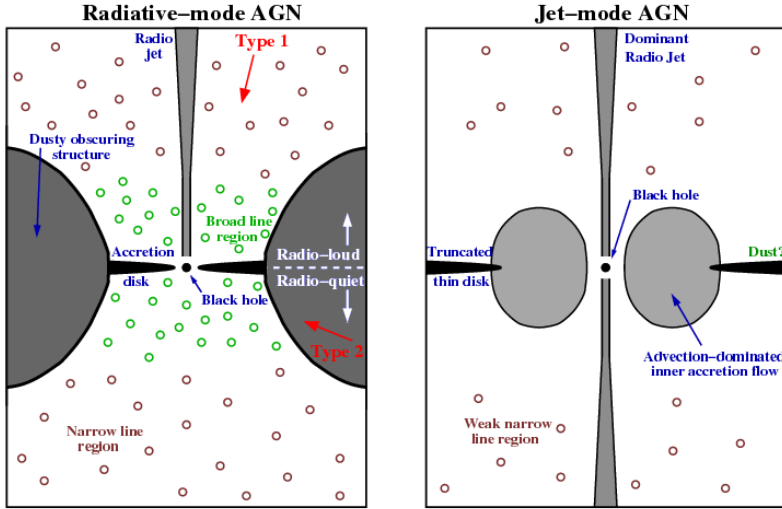 Radiative−mode AGN
Radio
jet
Type 1
Dusty obscuring
structure
Broad line
region
Accretion
disk
Radio−loud
Radio−quiet
Black hole
Type 2
Narrow line
region
Jet−mode AGN
Dominant
Radio Jet
Black hole
Truncated
thin disk
Dust?
Advection−dominated
inner accretion flow
Weak narrow
line region